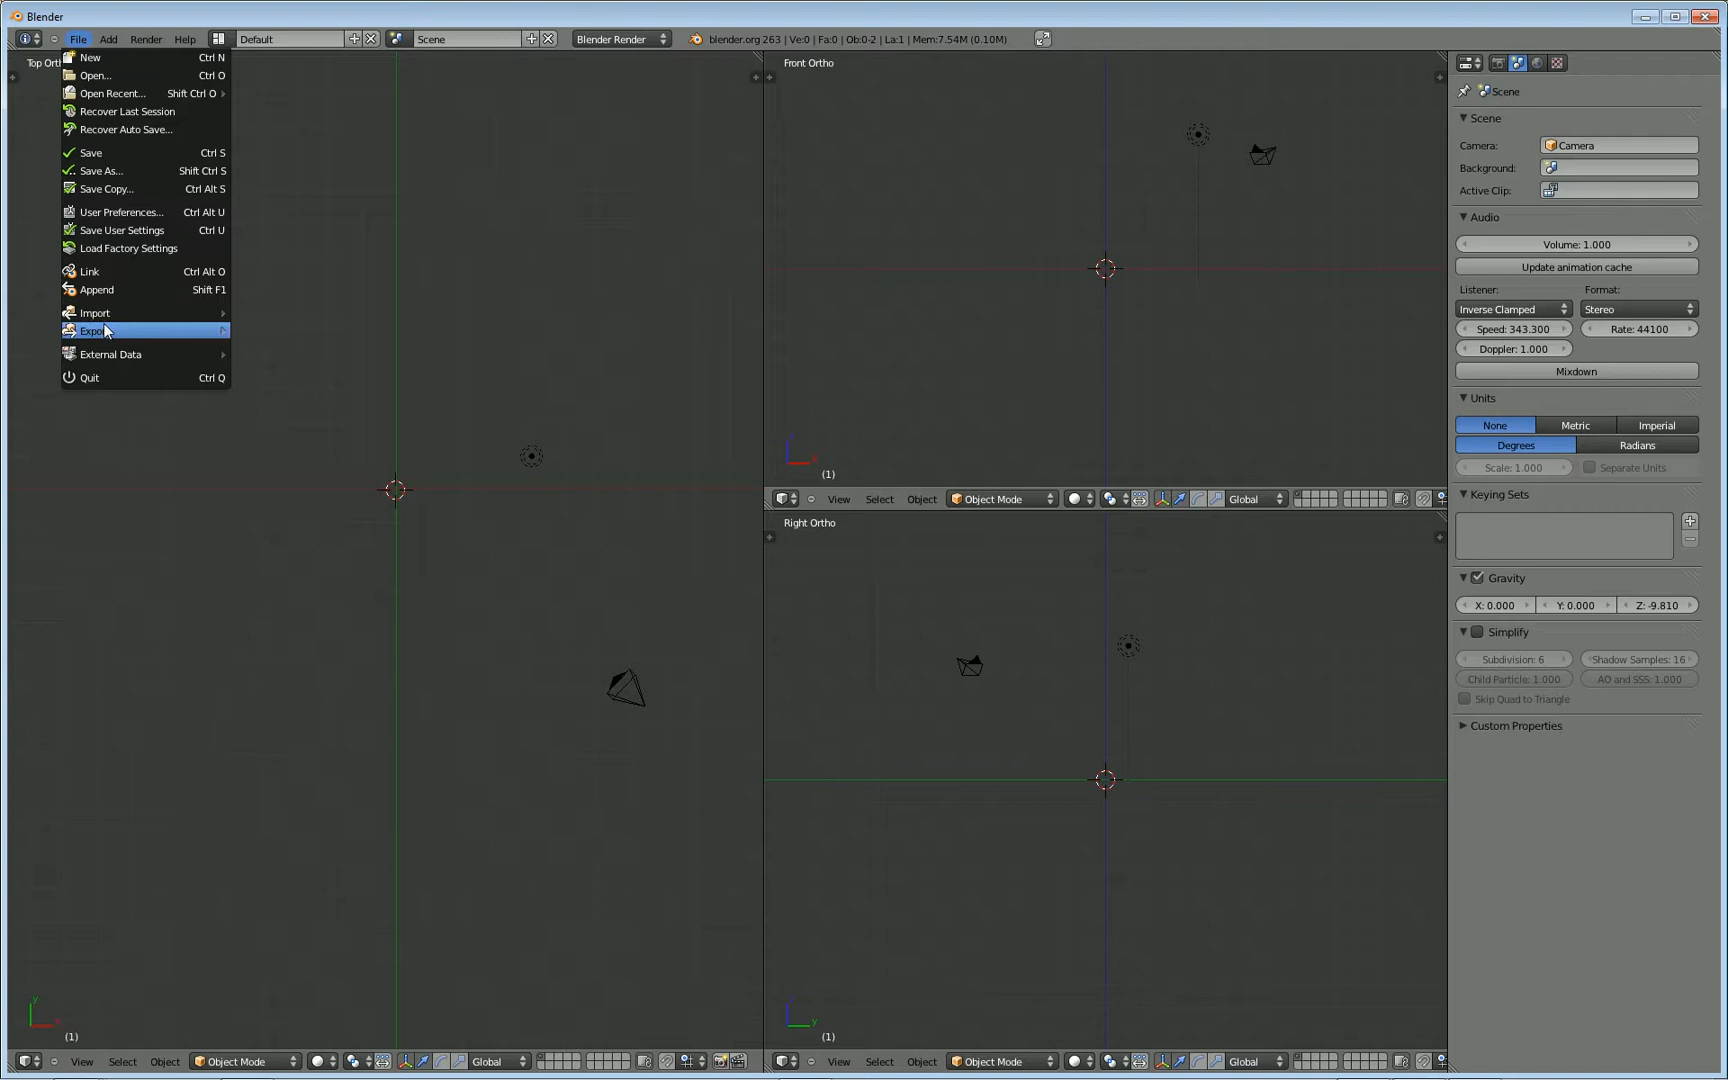 Blender
File Add Render Help Default Scene Blender Render blender.org 263 | Ve:0 | Fa:0 | Ob:0-2 | La:1 | Mem:7.54M (0.10M)
New Ctrl N
Open... Ctrl O
Open Recent... Shift Ctrl O
Recover Last Session
Recover Auto Save...
Save Ctrl S
Save As... Shift Ctrl S
Save Copy... Ctrl Alt S
User Preferences... Ctrl Alt U
Save User Settings Ctrl U
Load Factory Settings
Link Ctrl Alt O
Append Shift F1
Import
External Data
Quit Ctrl Q
Top
y
x
(1)
View Select Object Object Mode Global
Front Ortho
x
(1)
View Select Object Object Mode Global
Right Ortho
y
(1)
View Select Object Object Mode Global
Scene
Scene
Camera: Camera
Background:
Active Clip:
Audio
Volume: 1.000
Update animation cache
Listener: Format:
Inverse Clamped Stereo
Speed: 343.300 Rate: 44100
Doppler: 1.000
Mixdown
Units
None Metric Imperial
Degrees Radians
Scale: 1.000 Separate Units
Keying Sets
Gravity
X: 0.000 Y: 0.000 Z: -9.810
Simplify
Subdivision: 6 Shadow Samples: 16
Child Particle: 1.000 AO and SSS: 1.000
Skip Quad to Triangle
Custom Properties